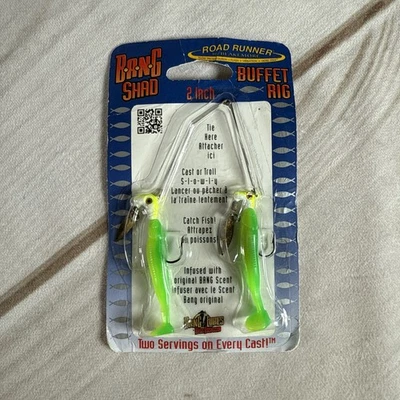 BANG
SHAD
ROAD RUNNER
BUFFET
RIG
2 inch
Tie
Here
Attacher
ici
Cast or Troll
S-l-o-w-l-y
Lancer ou pêcher à
la traîne lentement
Catch Fish!
Attrapez
un poissons
Infused with
original BANG Scent
Infuser avec le Scent
Bang original
Two Servings on Every Cast!™